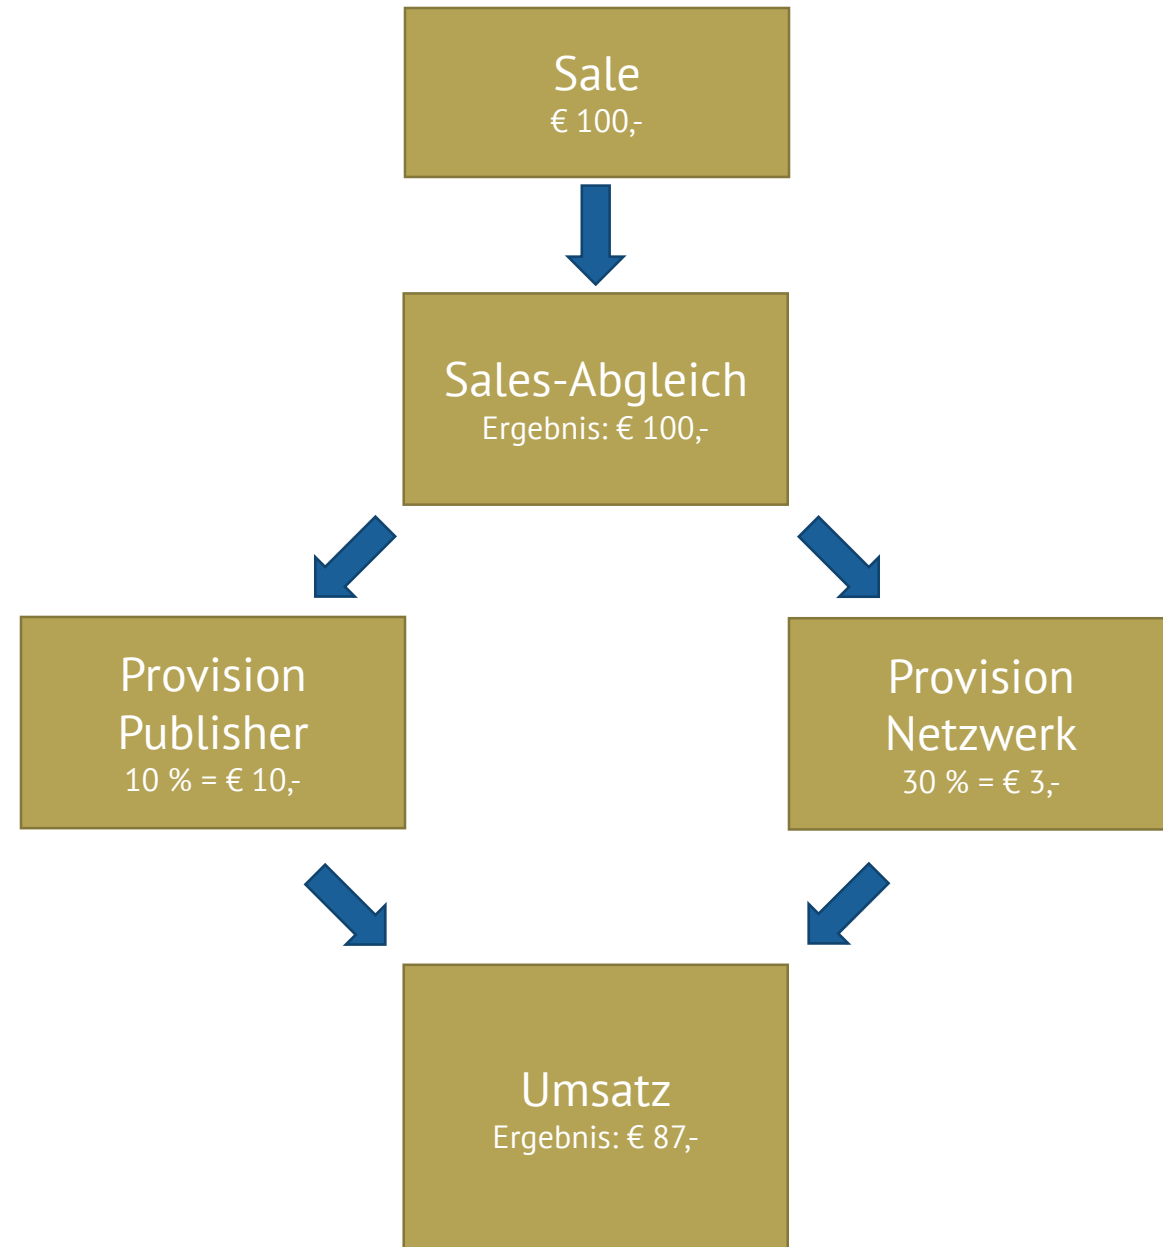 Sale
€ 100,-
Sales-Abgleich
Ergebnis: € 100,-
Provision
Publisher
10 % = € 10,-
Provision
Netzwerk
30 % = € 3,-
Umsatz
Ergebnis: € 87,-